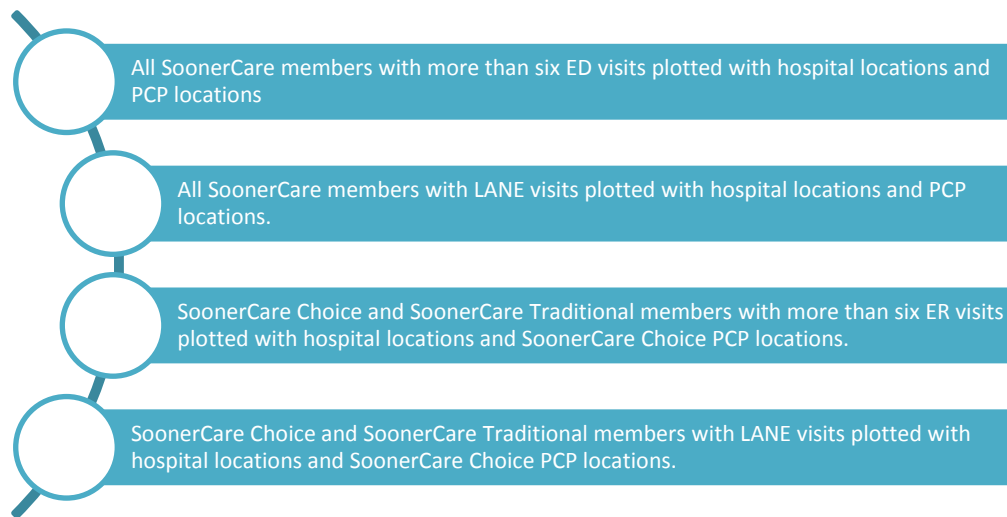 All SoonerCare members with more than six ED visits plotted with hospital locations and
PCP locations
All SoonerCare members with LANE visits plotted with hospital locations and PCP
locations.
SoonerCare Choice and SoonerCare Traditional members with more than six ER visits
plotted with hospital locations and SoonerCare Choice PCP locations.
SoonerCare Choice and SoonerCare Traditional members with LANE visits plotted with
hospital locations and SoonerCare Choice PCP locations.